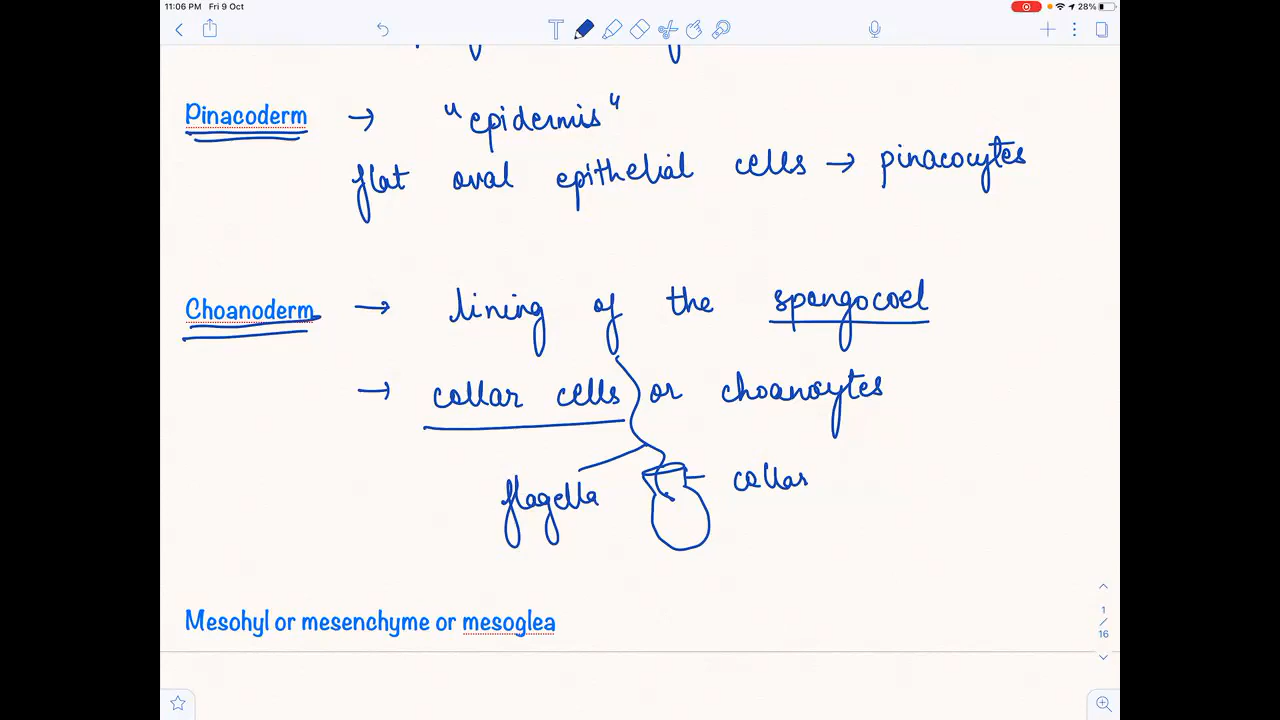 11:06 PM Fri 9 Oct 28%
T
Pinacoderm → "epidermis"
flat oval epithelial cells → pinacocytes
Choanoderm → lining of the spongocoel
→ collar cells or choanocytes
flagella collar
Mesohyl or mesenchyme or mesoglea
1
/
16